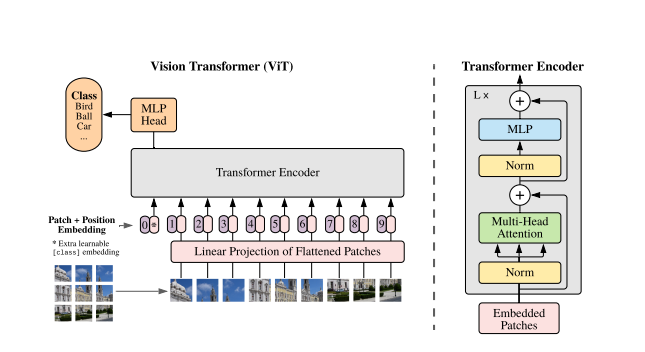 Vision Transformer (ViT)
Class
Bird
Ball
Car
...
MLP
Head
Transformer Encoder
Patch + Position
Embedding
0 * 1 2 3 4 5 6 7 8 9
* Extra learnable
[class] embedding
Linear Projection of Flattened Patches
Transformer Encoder
L ×
+
MLP
Norm
+
Multi-Head
Attention
Norm
Embedded
Patches